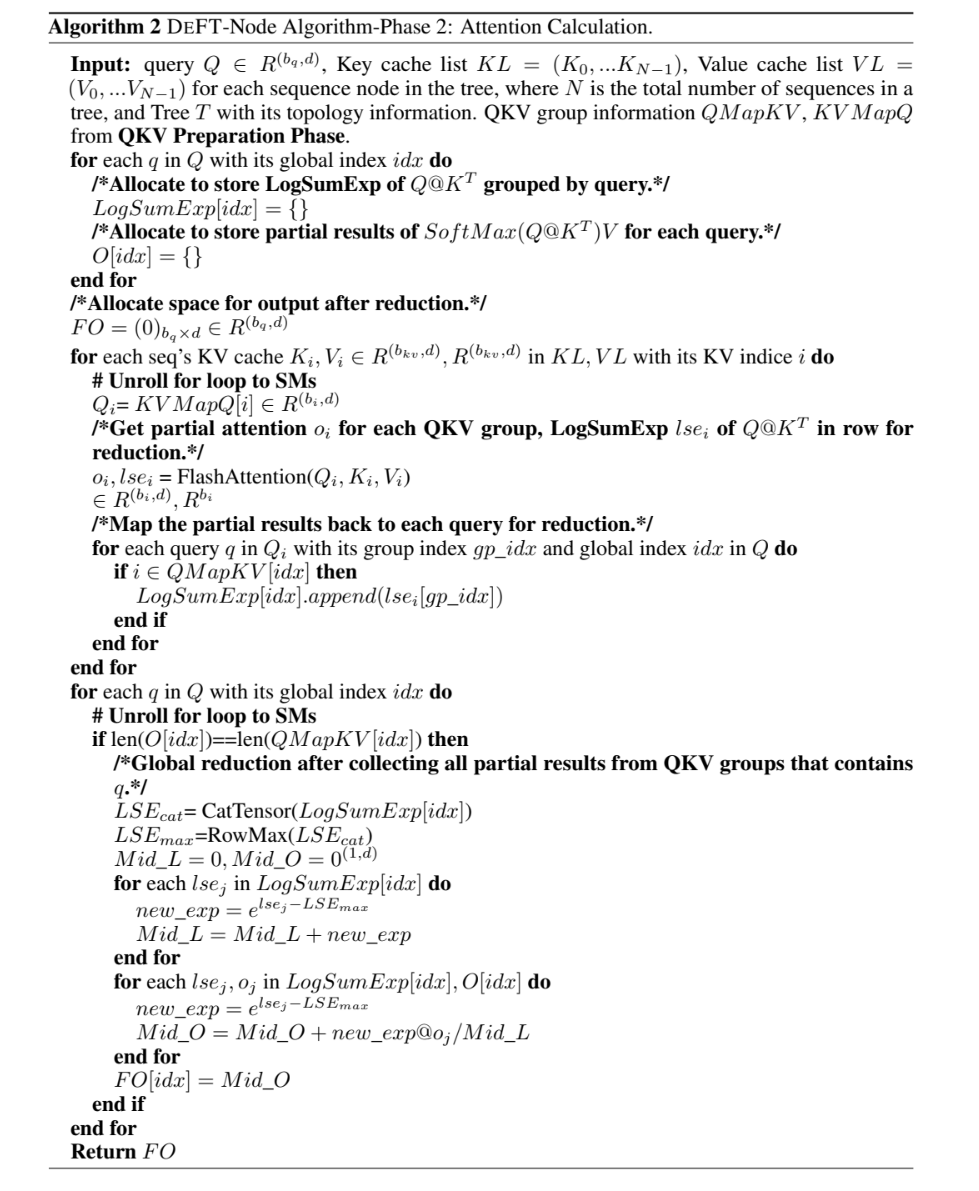 Algorithm 2 DEFT-Node Algorithm-Phase 2: Attention Calculation.
Input: query $Q \in R^{(b_q,d)}$, Key cache list $KL = (K_0, ...K_{N-1})$, Value cache list $VL =$
$(V_0, ...V_{N-1})$ for each sequence node in the tree, where $N$ is the total number of sequences in a
tree, and Tree $T$ with its topology information. QKV group information $QMapKV, KVMapQ$
from QKV Preparation Phase.
for each $q$ in $Q$ with its global index $idx$ do
/*Allocate to store LogSumExp of $Q@K^T$ grouped by query.*/
$LogSumExp[idx] = \{\}$
/*Allocate to store partial results of $SoftMax(Q@K^T)V$ for each query.*/
$O[idx] = \{\}$
end for
/*Allocate space for output after reduction.*/
$FO = (0)_{b_q \times d} \in R^{(b_q,d)}$
for each seq's KV cache $K_i, V_i \in R^{(b_{kv},d)}, R^{(b_{kv},d)}$ in $KL, VL$ with its KV indice $i$ do
# Unroll for loop to SMs
$Q_i$= $KVMapQ[i] \in R^{(b_i,d)}$
/*Get partial attention $o_i$ for each QKV group, LogSumExp $lse_i$ of $Q@K^T$ in row for
reduction.*/
$o_i, lse_i$ = FlashAttention($Q_i, K_i, V_i$)
$\in R^{(b_i,d)}, R^{b_i}$
/*Map the partial results back to each query for reduction.*/
for each query $q$ in $Q_i$ with its group index $gp\_idx$ and global index $idx$ in $Q$ do
if $i \in QMapKV[idx]$ then
$LogSumExp[idx].append(lse_i[gp\_idx])$
end if
end for
end for
for each $q$ in $Q$ with its global index $idx$ do
# Unroll for loop to SMs
if len($O[idx]$)==len($QMapKV[idx]$) then
/*Global reduction after collecting all partial results from QKV groups that contains
$q$.*/
$LSE_{cat}$= CatTensor($LogSumExp[idx]$)
$LSE_{max}$=RowMax($LSE_{cat}$)
$Mid\_L = 0, Mid\_O = 0^{(1,d)}$
for each $lse_j$ in $LogSumExp[idx]$ do
$new\_exp = e^{lse_j - LSE_{max}}$
$Mid\_L = Mid\_L + new\_exp$
end for
for each $lse_j, o_j$ in $LogSumExp[idx], O[idx]$ do
$new\_exp = e^{lse_j - LSE_{max}}$
$Mid\_O = Mid\_O + new\_exp@o_j/Mid\_L$
end for
$FO[idx] = Mid\_O$
end if
end for
Return $FO$